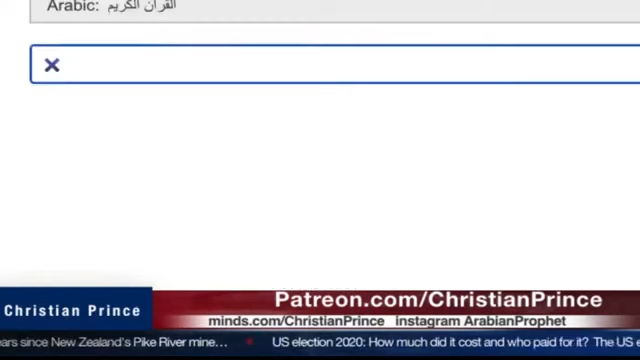 Arabic: القرآن الكريم
Christian Prince
Patreon.com/ChristianPrince
minds.com/ChristianPrince instagram ArabianProphet
ears since New Zealand's Pike River mine... US election 2020: How much did it cost and who paid for it? The US e